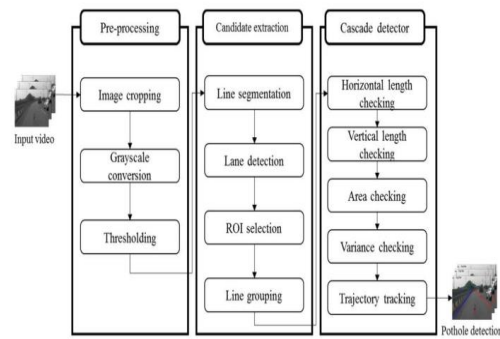 Pre-processing
Image cropping
Grayscale
conversion
Thresholding
Input video
Candidate extraction
Line segmentation
Lane detection
ROI selection
Line grouping
Cascade detector
Horizontal length
checking
Vertical length
checking
Area checking
Variance checking
Trajectory tracking
Pothole detection